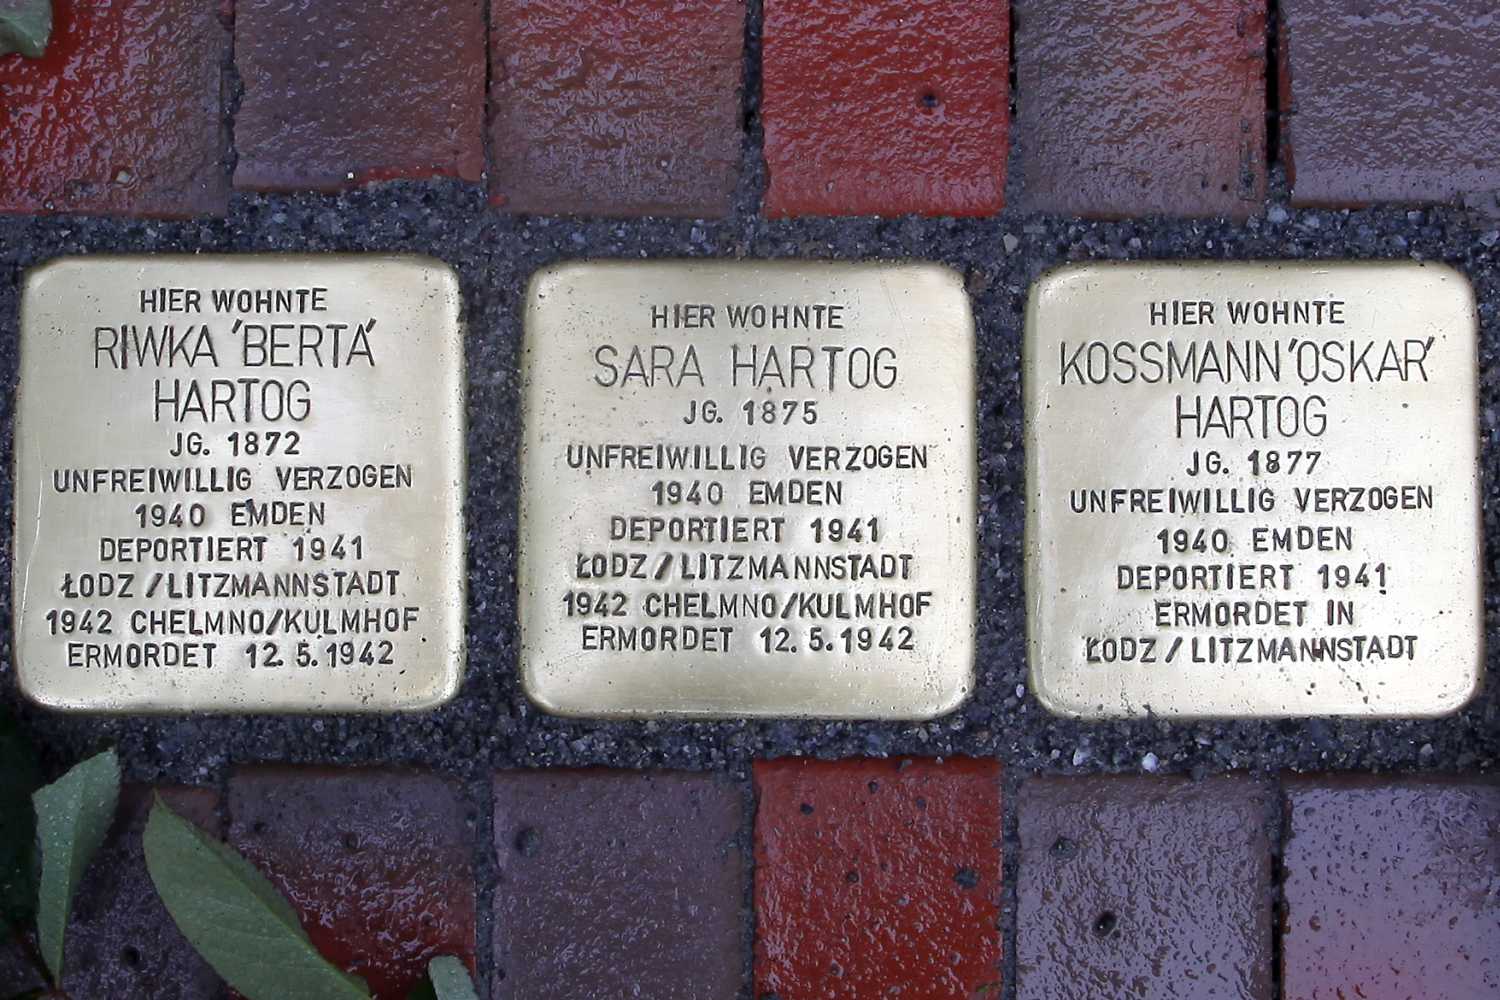 HIER WOHNTE
RIWKA 'BERTA'
HARTOG
JG. 1872
UNFREIWILLIG VERZOGEN
1940 EMDEN
DEPORTIERT 1941
ŁODZ/LITZMANNSTADT
1942 CHELMNO/KULMHOF
ERMORDET 12.5.1942
HIER WOHNTE
SARA HARTOG
JG. 1875
UNFREIWILLIG VERZOGEN
1940 EMDEN
DEPORTIERT 1941
ŁODZ/LITZMANNSTADT
1942 CHELMNO/KULMHOF
ERMORDET 12.5.1942
HIER WOHNTE
KOSSMANN 'OSKAR'
HARTOG
JG. 1877
UNFREIWILLIG VERZOGEN
1940 EMDEN
DEPORTIERT 1941
ERMORDET IN
ŁODZ/LITZMANNSTADT